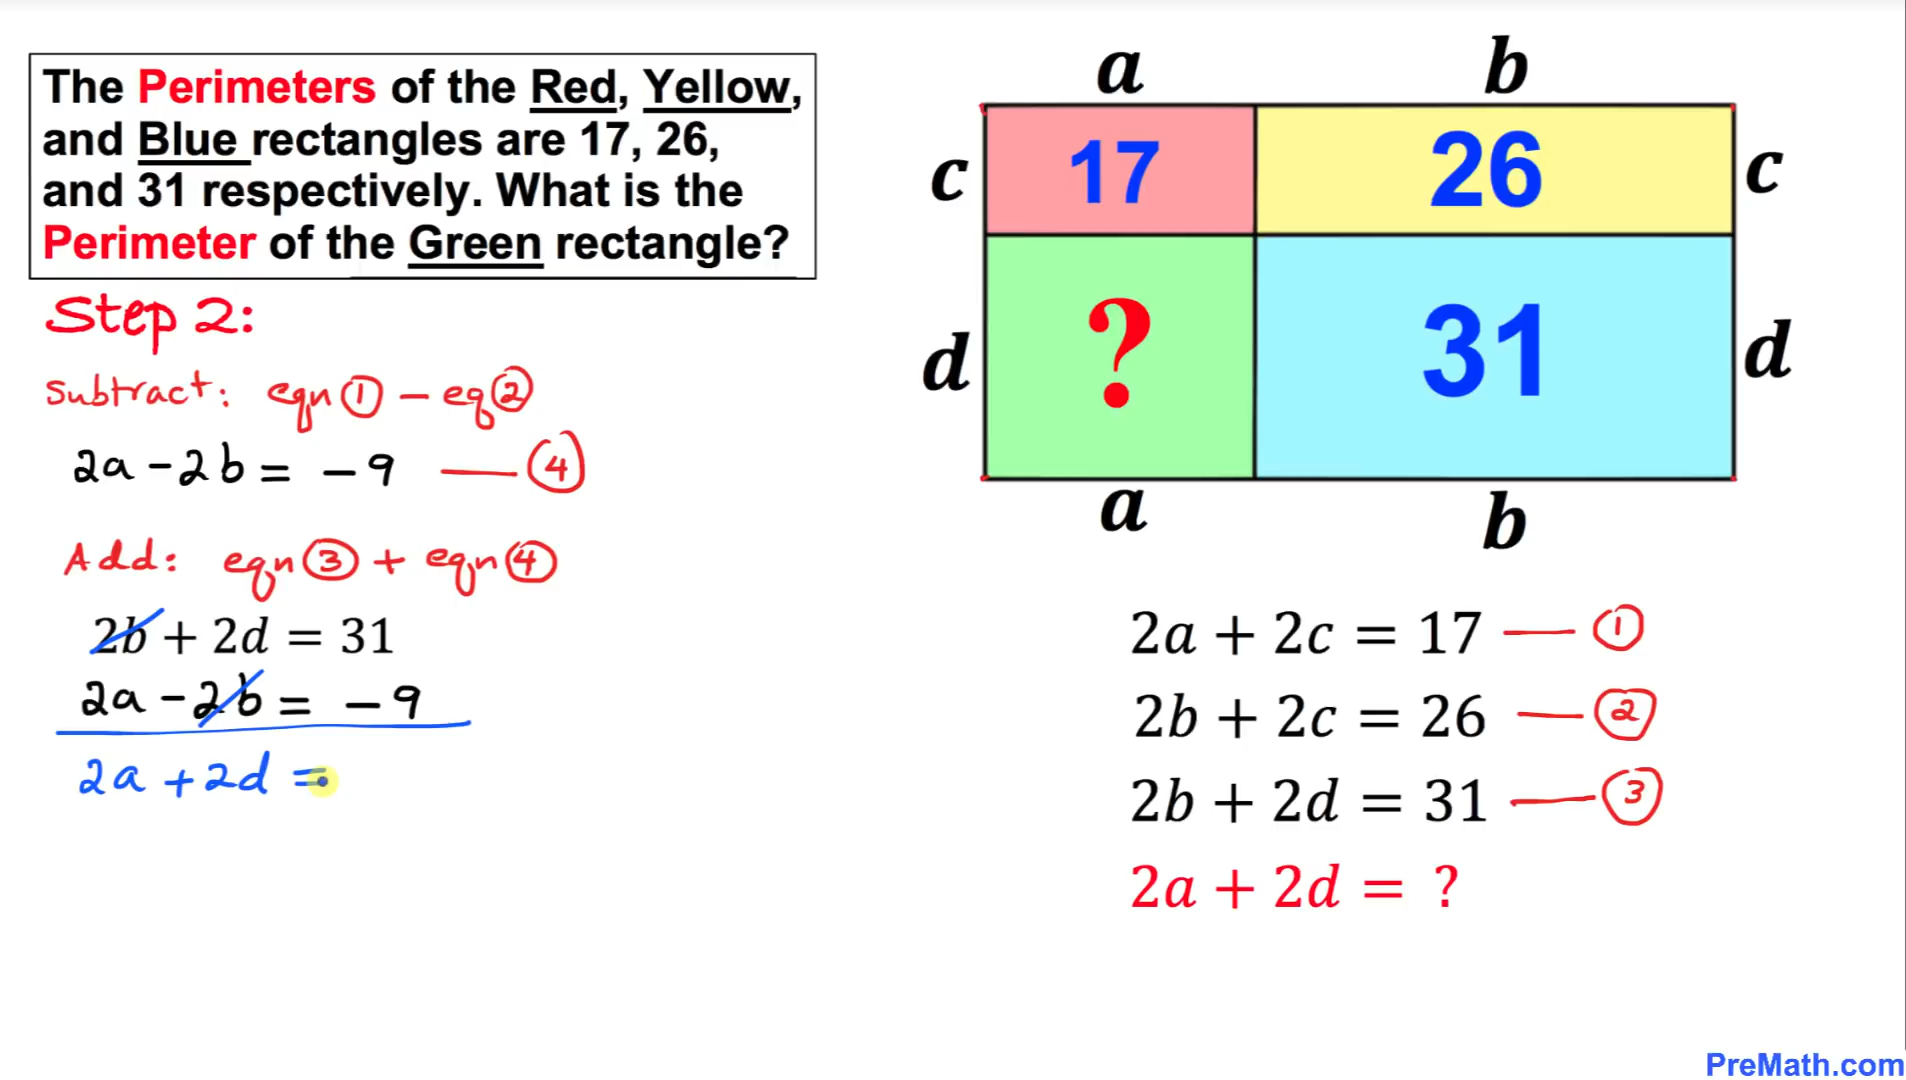 The Perimeters of the Red, Yellow,
and Blue rectangles are 17, 26,
and 31 respectively. What is the
Perimeter of the Green rectangle?
Step 2:
Subtract: eqn ① - eq ②
2a - 2b = -9 — ④
Add: eqn ③ + eqn ④
2b + 2d = 31
2a - 2b = -9
2a + 2d =
a b
c 17 26 c
d ? 31 d
a b
2a + 2c = 17 — ①
2b + 2c = 26 — ②
2b + 2d = 31 — ③
2a + 2d = ?
PreMath.com